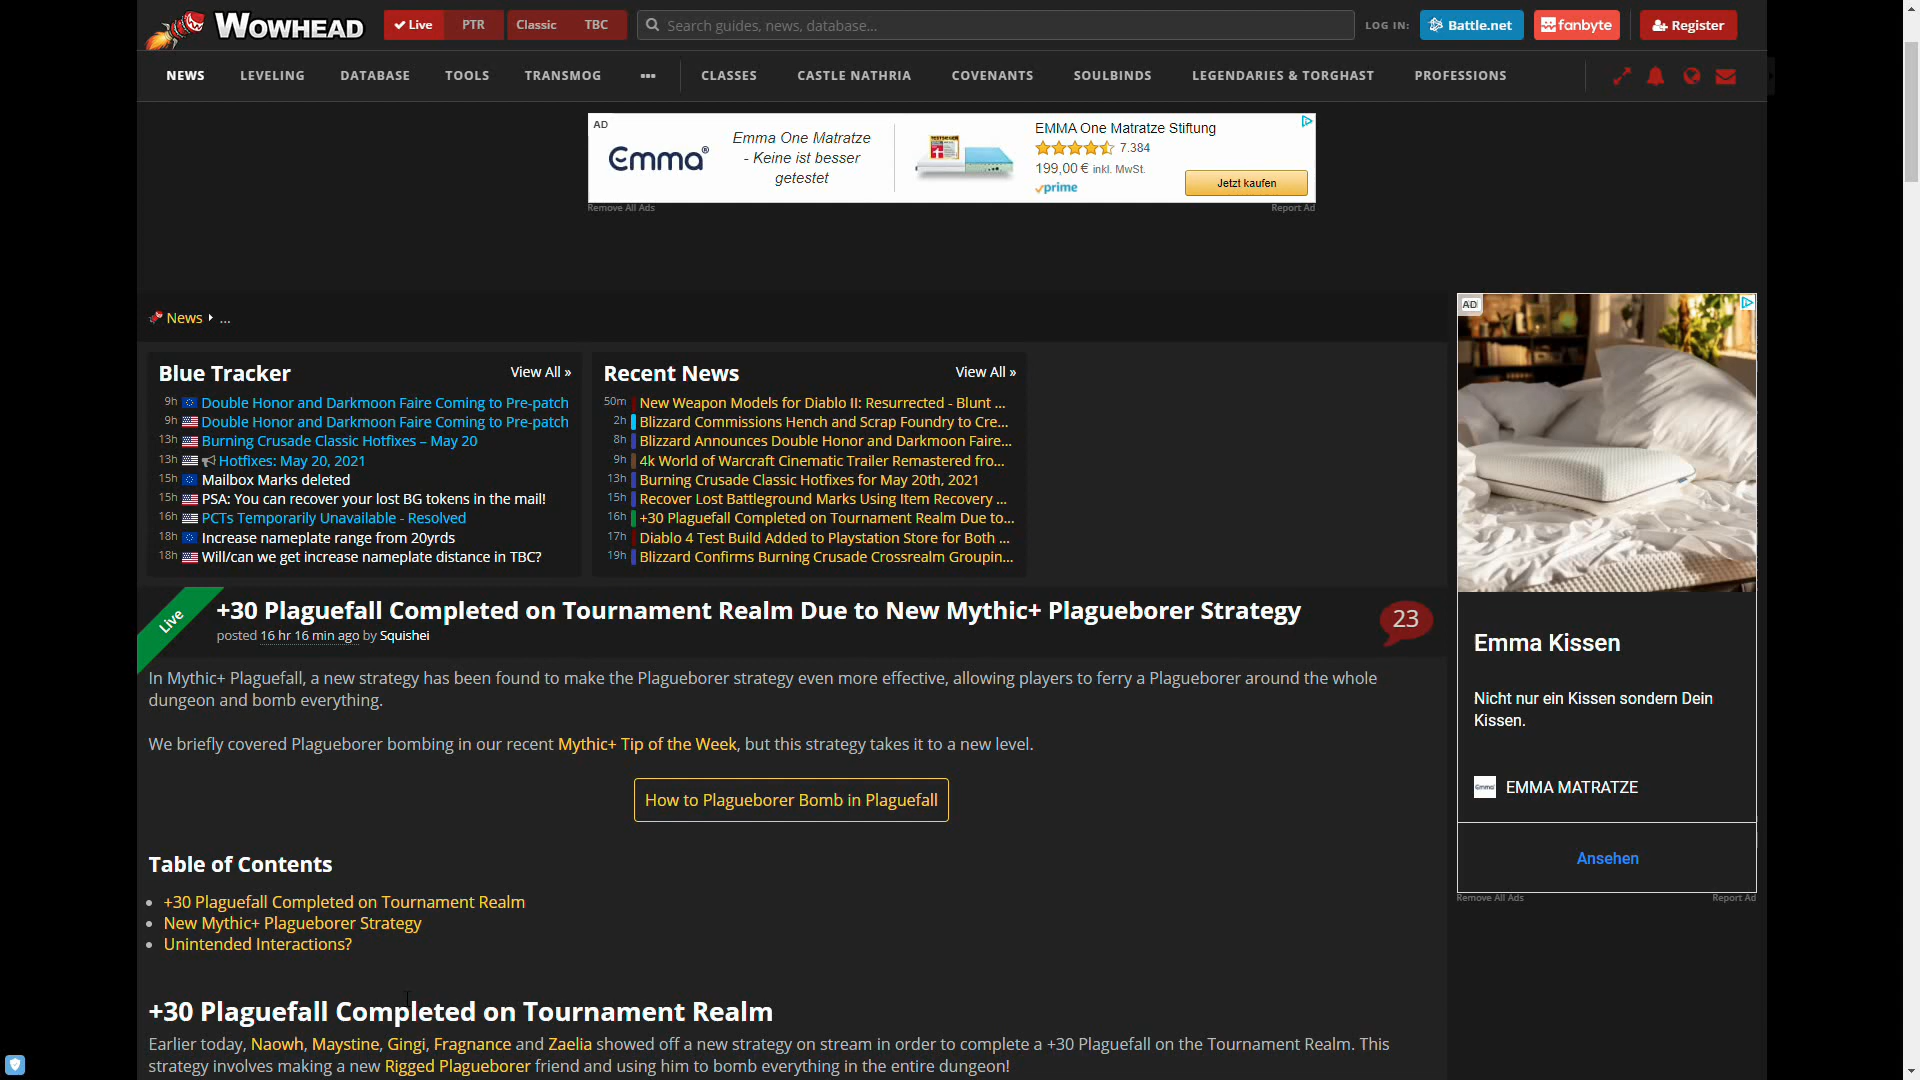 WOWHEAD
Live PTR Classic TBC
Search guides, news, database...
LOG IN: Battle.net fanbyte Register
NEWS LEVELING DATABASE TOOLS TRANSMOG ••• CLASSES CASTLE NATHRIA COVENANTS SOULBINDS LEGENDARIES & TORGHAST PROFESSIONS
AD
Emma®
Emma One Matratze
- Keine ist besser
getestet
EMMA One Matratze Stiftung
7.384
199,00 € inkl. MwSt.
prime
Jetzt kaufen
Remove All Ads Report Ad
News ...
Blue Tracker View All »
9h Double Honor and Darkmoon Faire Coming to Pre-patch
9h Double Honor and Darkmoon Faire Coming to Pre-patch
13h Burning Crusade Classic Hotfixes – May 20
13h Hotfixes: May 20, 2021
15h Mailbox Marks deleted
15h PSA: You can recover your lost BG tokens in the mail!
16h PCTs Temporarily Unavailable - Resolved
18h Increase nameplate range from 20yrds
18h Will/can we get increase nameplate distance in TBC?
Recent News View All »
50m New Weapon Models for Diablo II: Resurrected - Blunt ...
2h Blizzard Commissions Hench and Scrap Foundry to Cre...
8h Blizzard Announces Double Honor and Darkmoon Faire...
9h 4k World of Warcraft Cinematic Trailer Remastered fro...
13h Burning Crusade Classic Hotfixes for May 20th, 2021
15h Recover Lost Battleground Marks Using Item Recovery ...
16h +30 Plaguefall Completed on Tournament Realm Due to...
17h Diablo 4 Test Build Added to Playstation Store for Both ...
19h Blizzard Confirms Burning Crusade Crossrealm Groupin...
Live
+30 Plaguefall Completed on Tournament Realm Due to New Mythic+ Plagueborer Strategy
posted 16 hr 16 min ago by Squishei
23
In Mythic+ Plaguefall, a new strategy has been found to make the Plagueborer strategy even more effective, allowing players to ferry a Plagueborer around the whole
dungeon and bomb everything.
We briefly covered Plagueborer bombing in our recent Mythic+ Tip of the Week, but this strategy takes it to a new level.
How to Plagueborer Bomb in Plaguefall
Table of Contents
+30 Plaguefall Completed on Tournament Realm
New Mythic+ Plagueborer Strategy
Unintended Interactions?
+30 Plaguefall Completed on Tournament Realm
Earlier today, Naowh, Maystine, Gingi, Fragnance and Zaelia showed off a new strategy on stream in order to complete a +30 Plaguefall on the Tournament Realm. This
strategy involves making a new Rigged Plagueborer friend and using him to bomb everything in the entire dungeon!
AD
Emma Kissen
Nicht nur ein Kissen sondern Dein
Kissen.
Emma
EMMA MATRATZE
Ansehen
Remove All Ads Report Ad